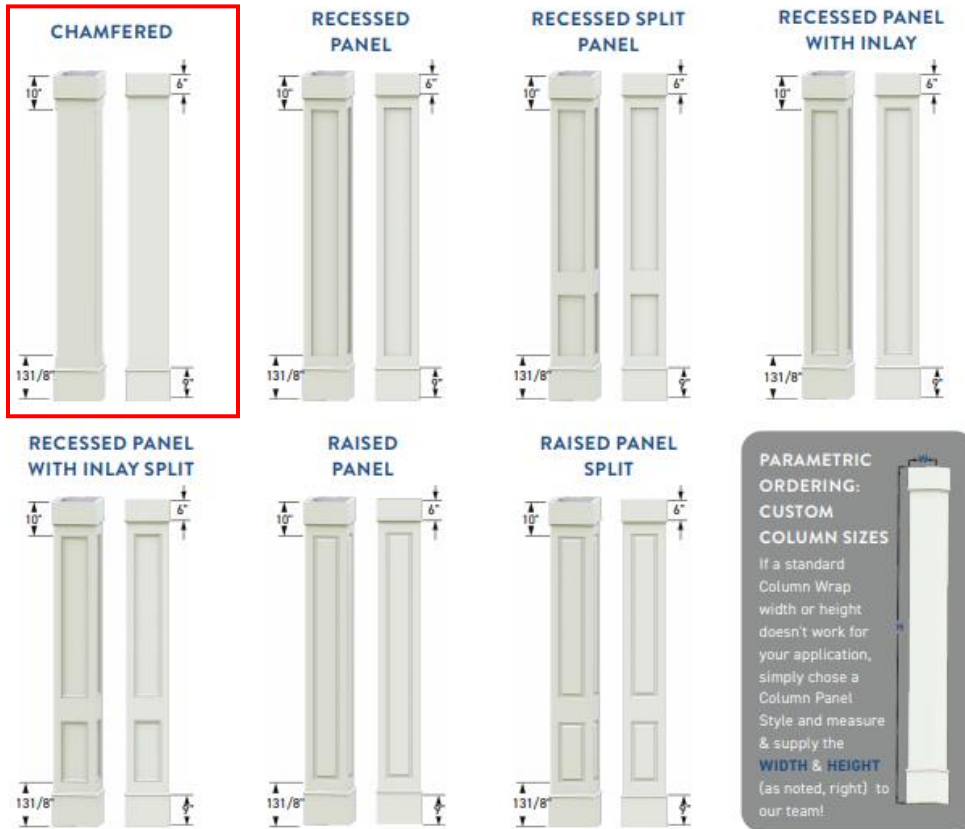 CHAMFERED
10"
6"
131/8"
9"
RECESSED
PANEL
10"
6"
131/8"
9"
RECESSED SPLIT
PANEL
10"
6"
131/8"
9"
RECESSED PANEL
WITH INLAY
10"
6"
131/8"
9"
RECESSED PANEL
WITH INLAY SPLIT
10"
6"
131/8"
9"
RAISED
PANEL
10"
6"
131/8"
9"
RAISED PANEL
SPLIT
10"
6"
131/8"
9"
PARAMETRIC
ORDERING:
CUSTOM
COLUMN SIZES
If a standard
Column Wrap
width or height
doesn't work for
your application,
simply chose a
Column Panel
Style and measure
& supply the
WIDTH & HEIGHT
(as noted, right) to
our team!
W
H